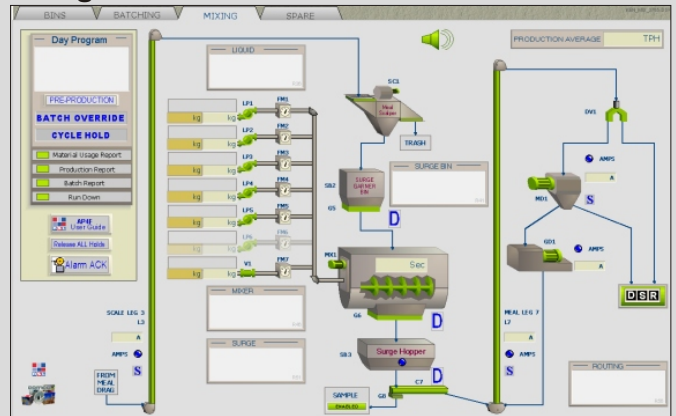 BINS
BATCHING
MIXING
SPARE
Day Program
PRE-PRODUCTION
BATCH OVERRIDE
CYCLE HOLD
Material Usage Report
Production Report
Batch Report
Run Down
User Guide
Release ALL Holds
Alarm ACK
SCALE LEG 3
L3
A
AMPS
S
FROM
MEAL
DRAG
LIQUID
LP1
FM1
kg
kg
LP2
FM2
kg
kg
LP3
FM3
kg
kg
LP4
FM4
kg
kg
LP5
FM5
kg
kg
LP6
FM6
kg
kg
V1
FM7
kg
kg
MIXER
SURGE
PRODUCTION AVERAGE
TPH
SC1
Meal
Scalper
TRASH
SB2
SURGE
GARNER
BIN
SURGE BIN
G5
D
MX1
Sec
G6
D
SB3
Surge Hopper
D
C7
G8
SAMPLE
ENABLED
DV1
AMPS
A
MD1
S
GD1
AMPS
A
DSR
MEAL LEG 7
L7
A
AMPS
S
ROUTING